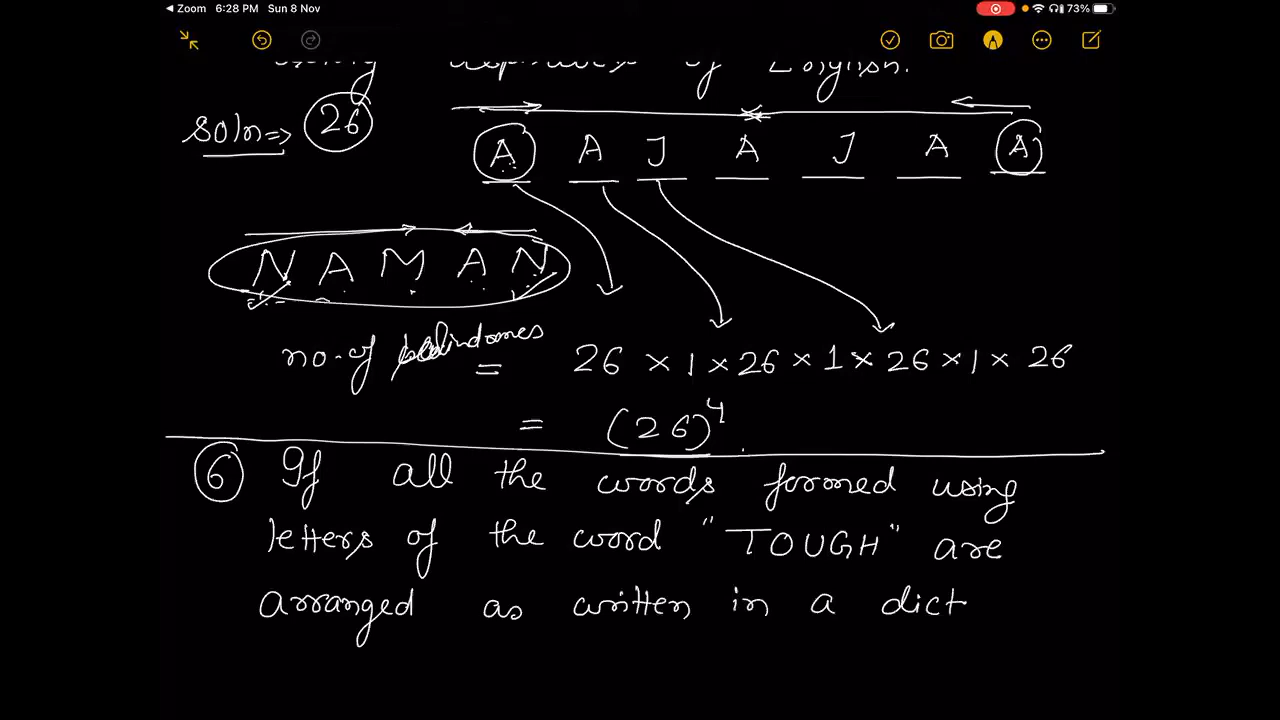 Zoom 6:28 PM Sun 8 Nov 73%
of English.
soln => 26 A A J A J A A
N A M A N
no. of = 26 × 1 × 26 × 1 × 26 × 1 × 26
= (26)^4.
6 If all the words formed using
letters of the word "TOUGH" are
arranged as written in a dict